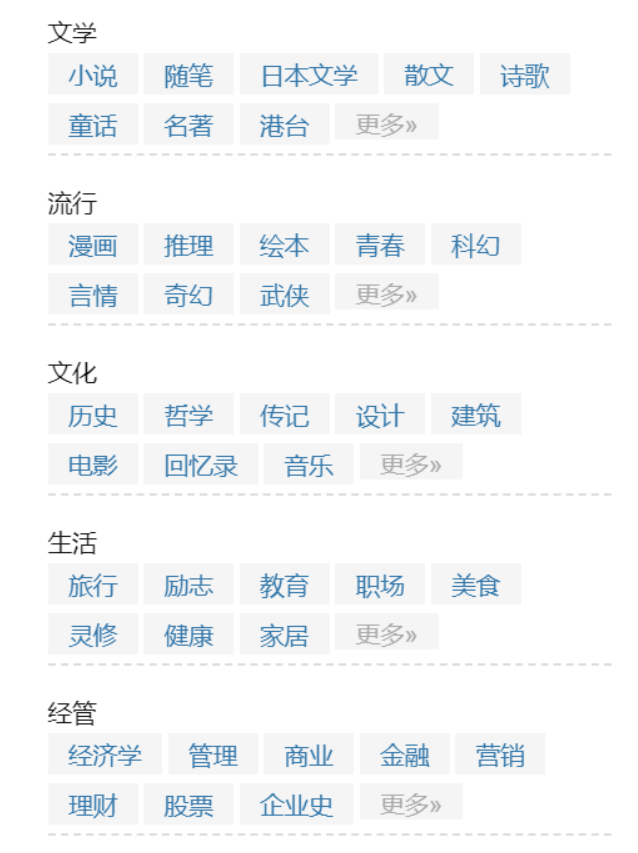 文学
小说 随笔 日本文学 散文 诗歌
童话 名著 港台 更多»
流行
漫画 推理 绘本 青春 科幻
言情 奇幻 武侠 更多»
文化
历史 哲学 传记 设计 建筑
电影 回忆录 音乐 更多»
生活
旅行 励志 教育 职场 美食
灵修 健康 家居 更多»
经管
经济学 管理 商业 金融 营销
理财 股票 企业史 更多»